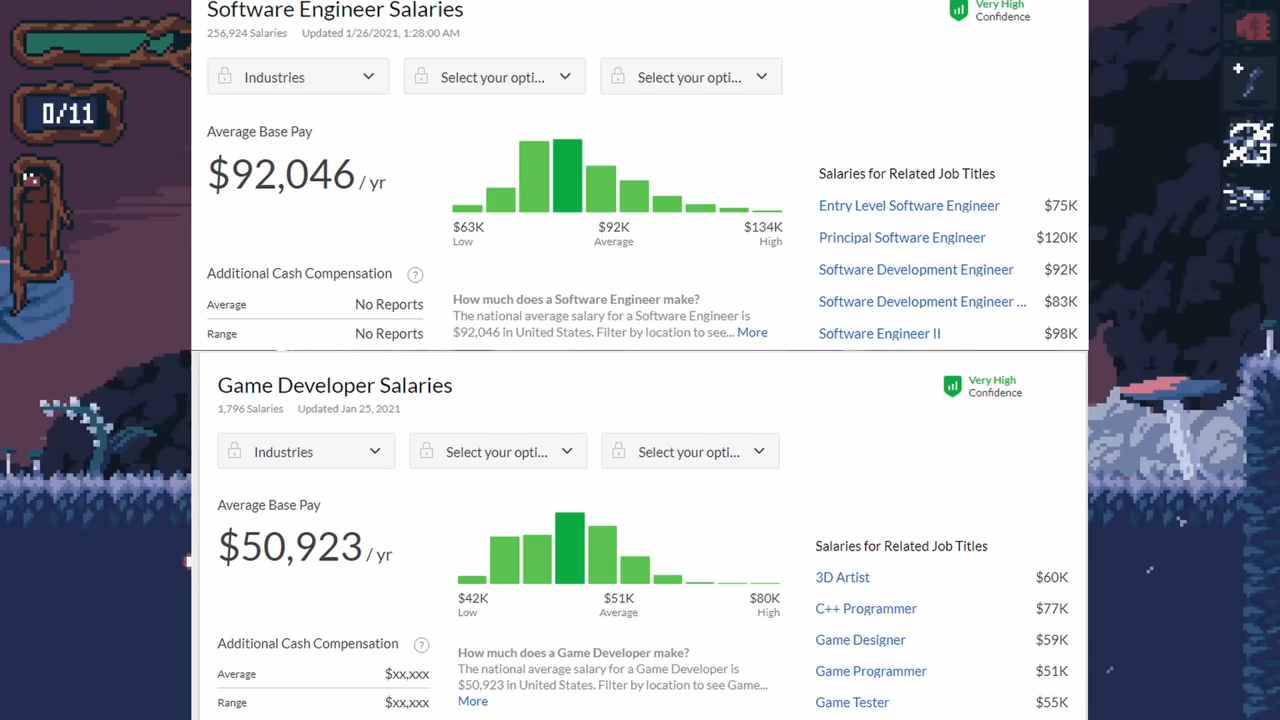 Software Engineer Salaries
Very High
Confidence
256,924 Salaries Updated 1/26/2021, 1:28:00 AM
0/11
Industries Select your opti... Select your opti...
Average Base Pay
$92,046 / yr
$63K $92K $134K
Low Average High
Salaries for Related Job Titles
Entry Level Software Engineer $75K
Principal Software Engineer $120K
Software Development Engineer $92K
Software Development Engineer ... $83K
Software Engineer II $98K
Additional Cash Compensation ?
Average No Reports
Range No Reports
How much does a Software Engineer make?
The national average salary for a Software Engineer is
$92,046 in United States. Filter by location to see... More
Game Developer Salaries
Very High
Confidence
1,796 Salaries Updated Jan 25, 2021
Industries Select your opti... Select your opti...
Average Base Pay
$50,923 / yr
$42K $51K $80K
Low Average High
Salaries for Related Job Titles
3D Artist $60K
C++ Programmer $77K
Game Designer $59K
Game Programmer $51K
Game Tester $55K
Additional Cash Compensation ?
Average $xx,xxx
Range $xx,xxx
How much does a Game Developer make?
The national average salary for a Game Developer is
$50,923 in United States. Filter by location to see Game...
More